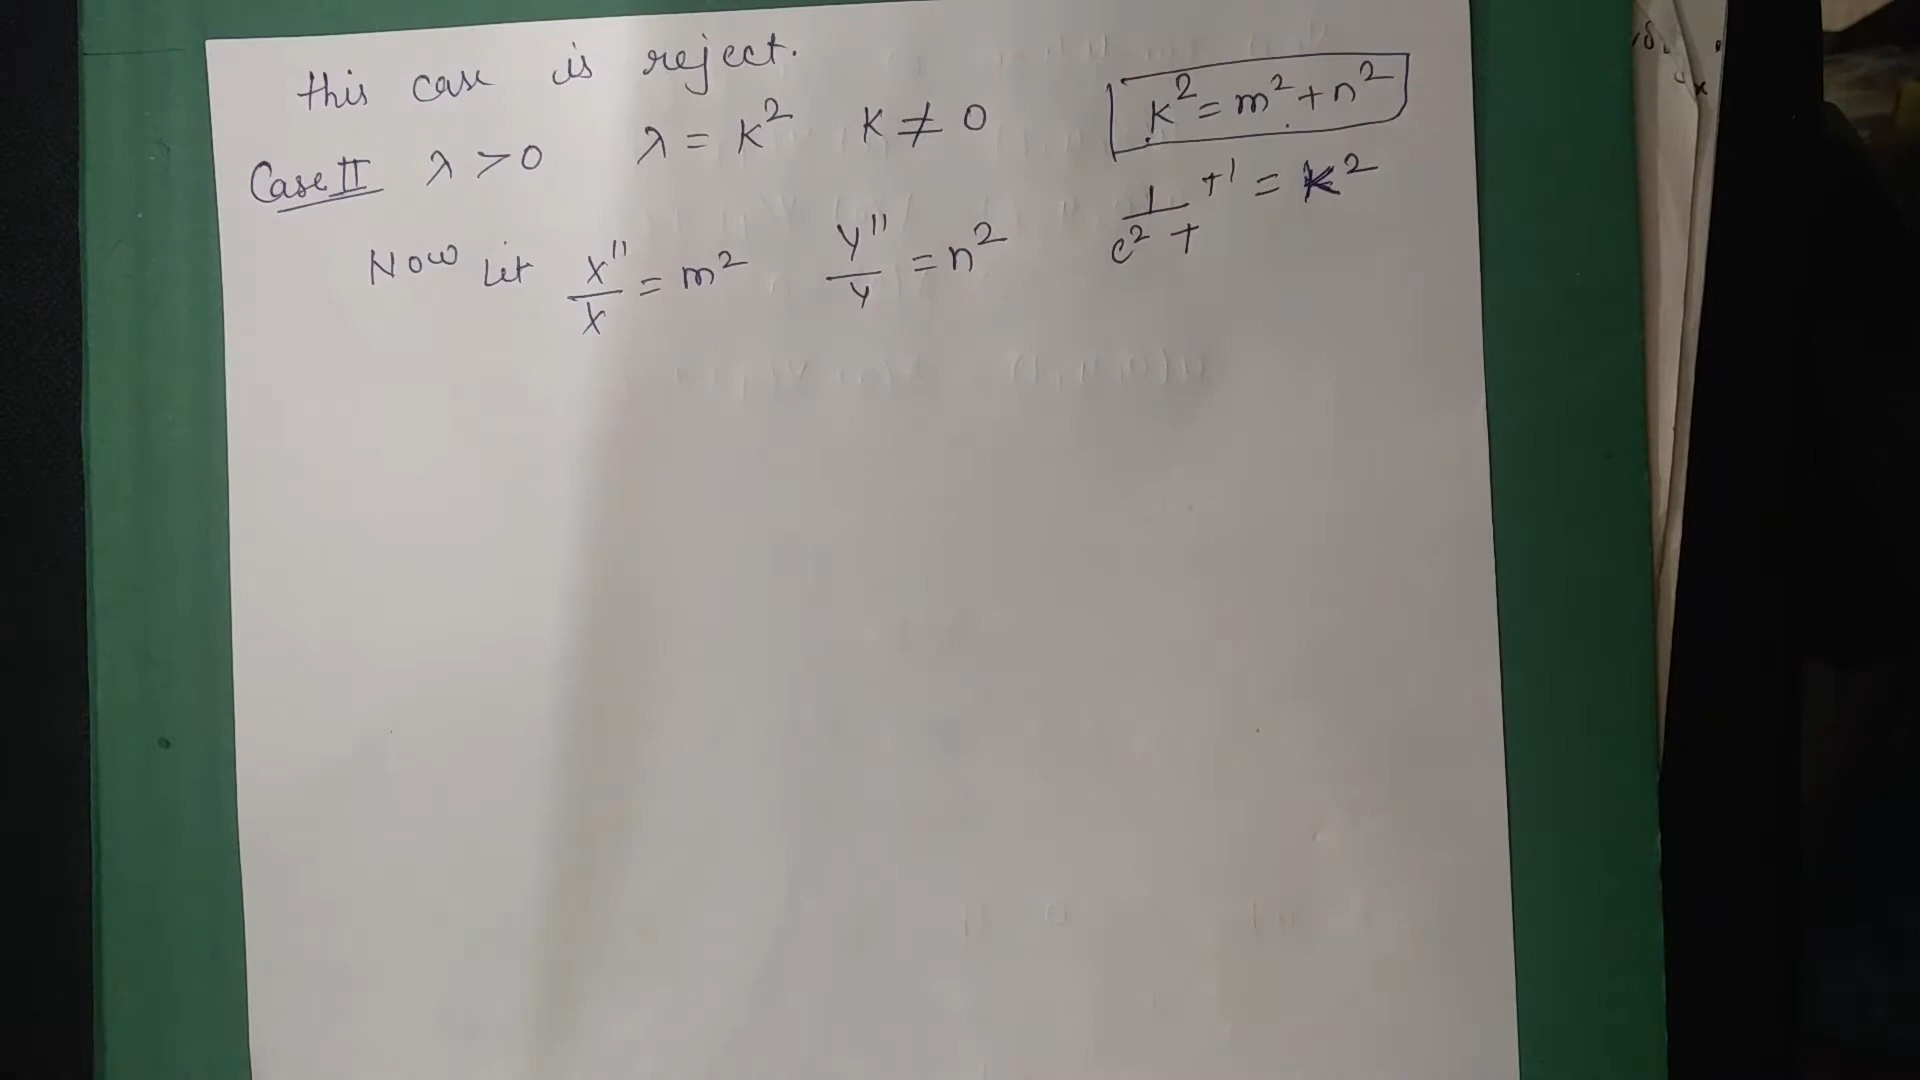 this case is reject.
Case II λ > 0 λ = K² K ≠ 0 K² = m² + n²
Now Let X''/X = m² Y''/Y = n² 1/c² T'/T = K²